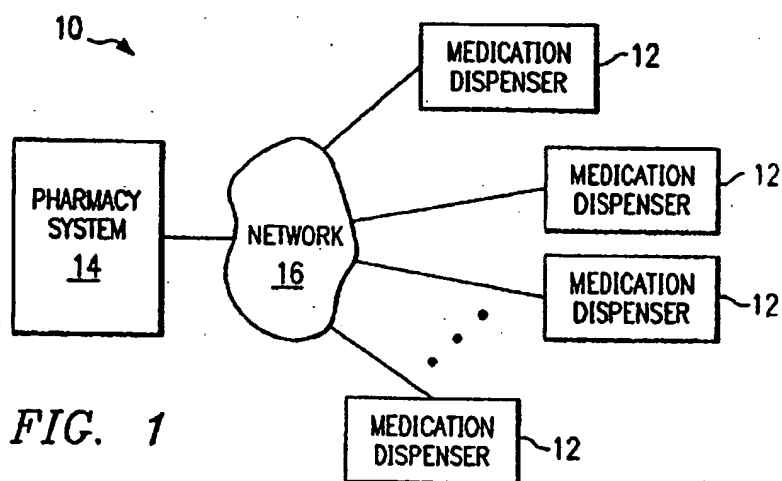 10
MEDICATION
DISPENSER
12
PHARMACY
SYSTEM
14
NETWORK
16
MEDICATION
DISPENSER
12
MEDICATION
DISPENSER
12
MEDICATION
DISPENSER
12
FIG. 1